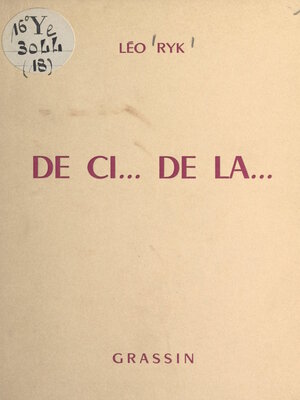 16° Ye
3044
(18)
LÉO RYK
DE CI... DE LA...
GRASSIN